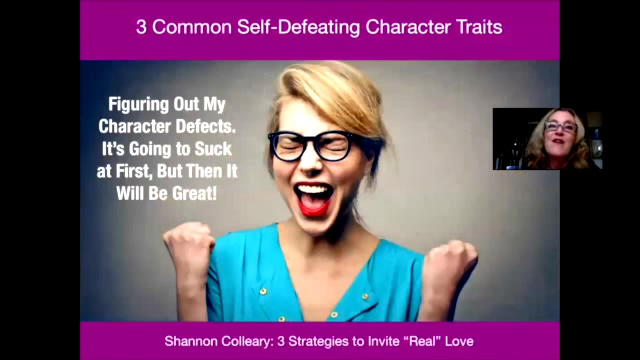 3 Common Self-Defeating Character Traits
Figuring Out My
Character Defects.
It's Going to Suck
at First, But Then It
Will Be Great!
Shannon Colleary: 3 Strategies to Invite “Real” Love